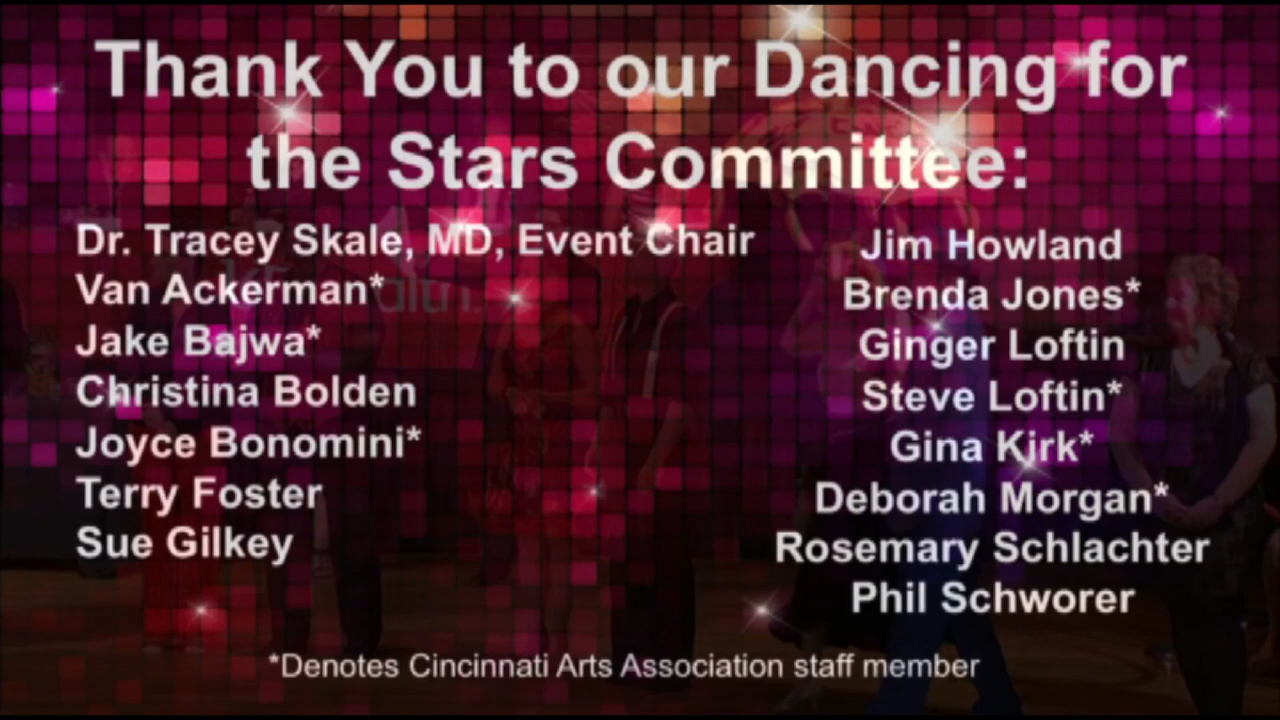 Thank You to our Dancing for
the Stars Committee:
Dr. Tracey Skale, MD, Event Chair
Van Ackerman*
Jake Bajwa*
Christina Bolden
Joyce Bonomini*
Terry Foster
Sue Gilkey
Jim Howland
Brenda Jones*
Ginger Loftin
Steve Loftin*
Gina Kirk*
Deborah Morgan*
Rosemary Schlachter
Phil Schworer
*Denotes Cincinnati Arts Association staff member